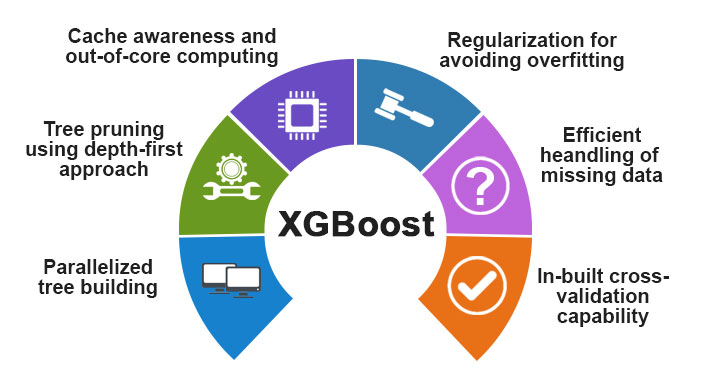 Cache awareness and
out-of-core computing
Regularization for
avoiding overfitting
Tree pruning
using depth-first
approach
Efficient
heandling of
missing data
XGBoost
Parallelized
tree building
In-built cross-
validation
capability